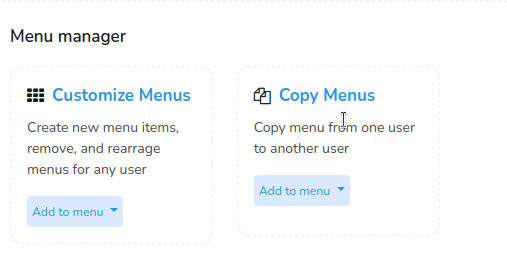 Menu manager
Customize Menus
Create new menu items,
remove, and rearrage
menus for any user
Add to menu
Copy Menus
Copy menu from one user
to another user
Add to menu